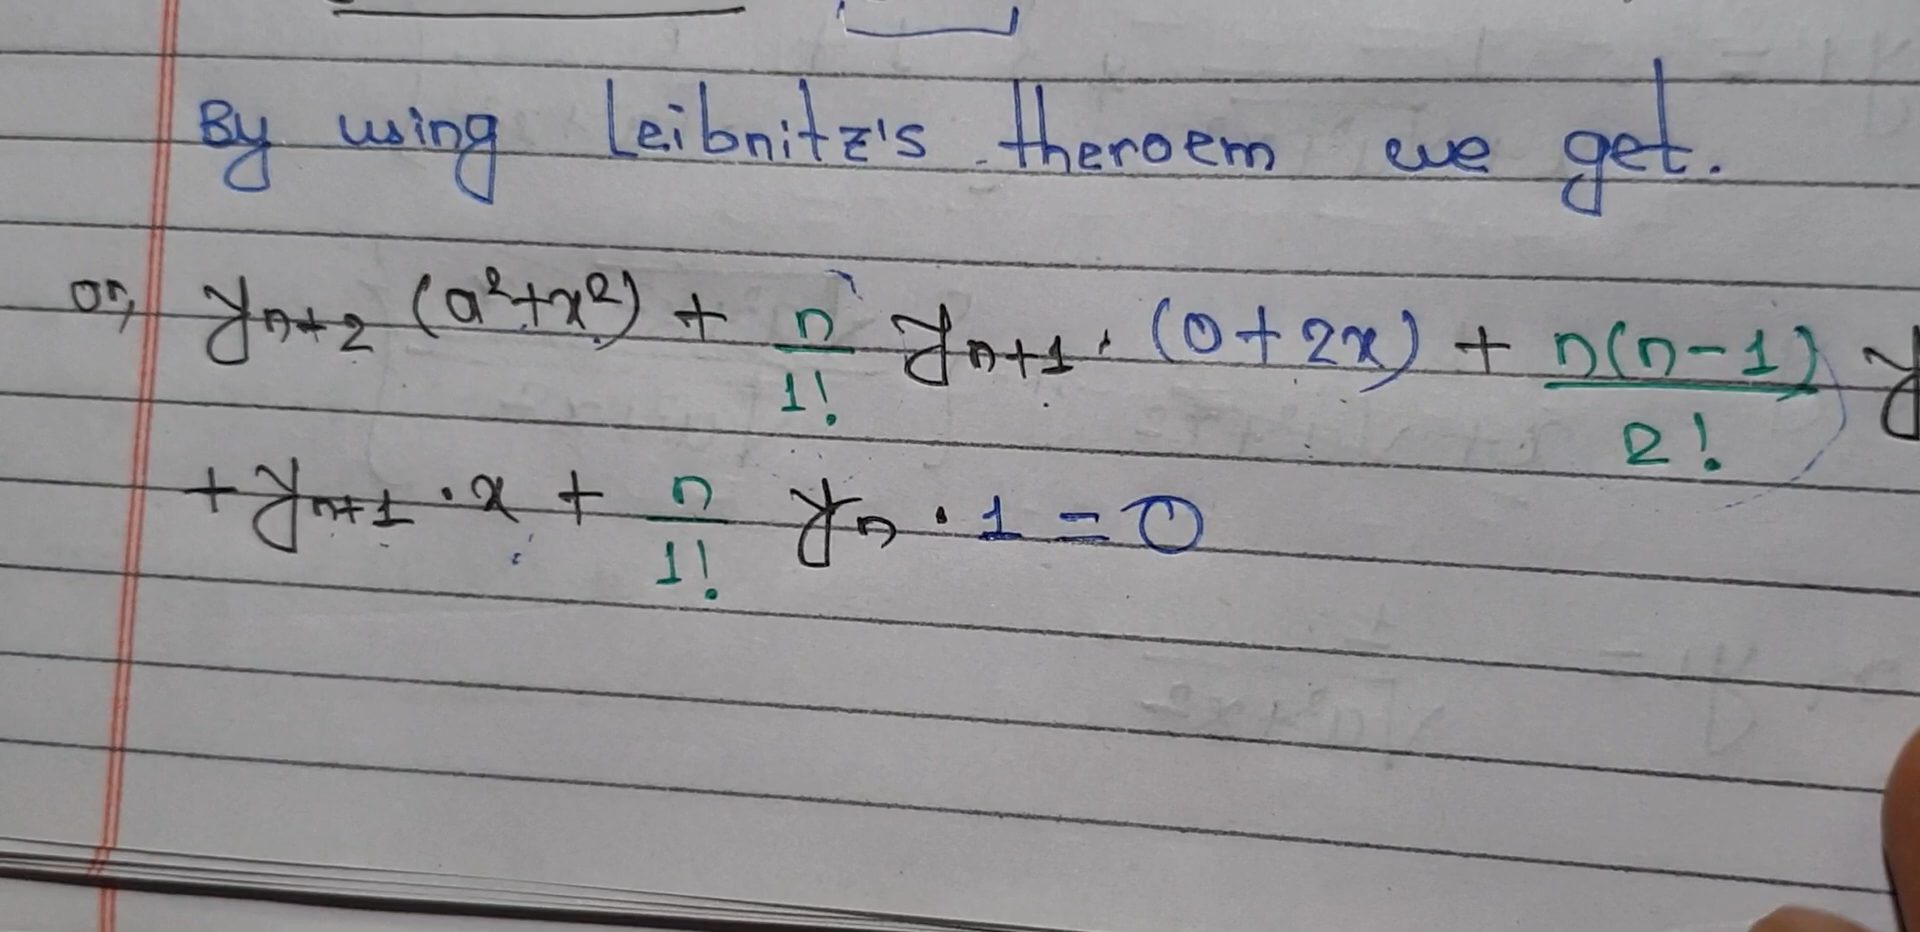 By using Leibnitz's theroem we get.
or, yₙ₊₂ (a²+x²) + n/1! yₙ₊₁ · (0+2x) + n(n-1)/2! y
+ yₙ₊₁ · x + n/1! yₙ · 1 = 0